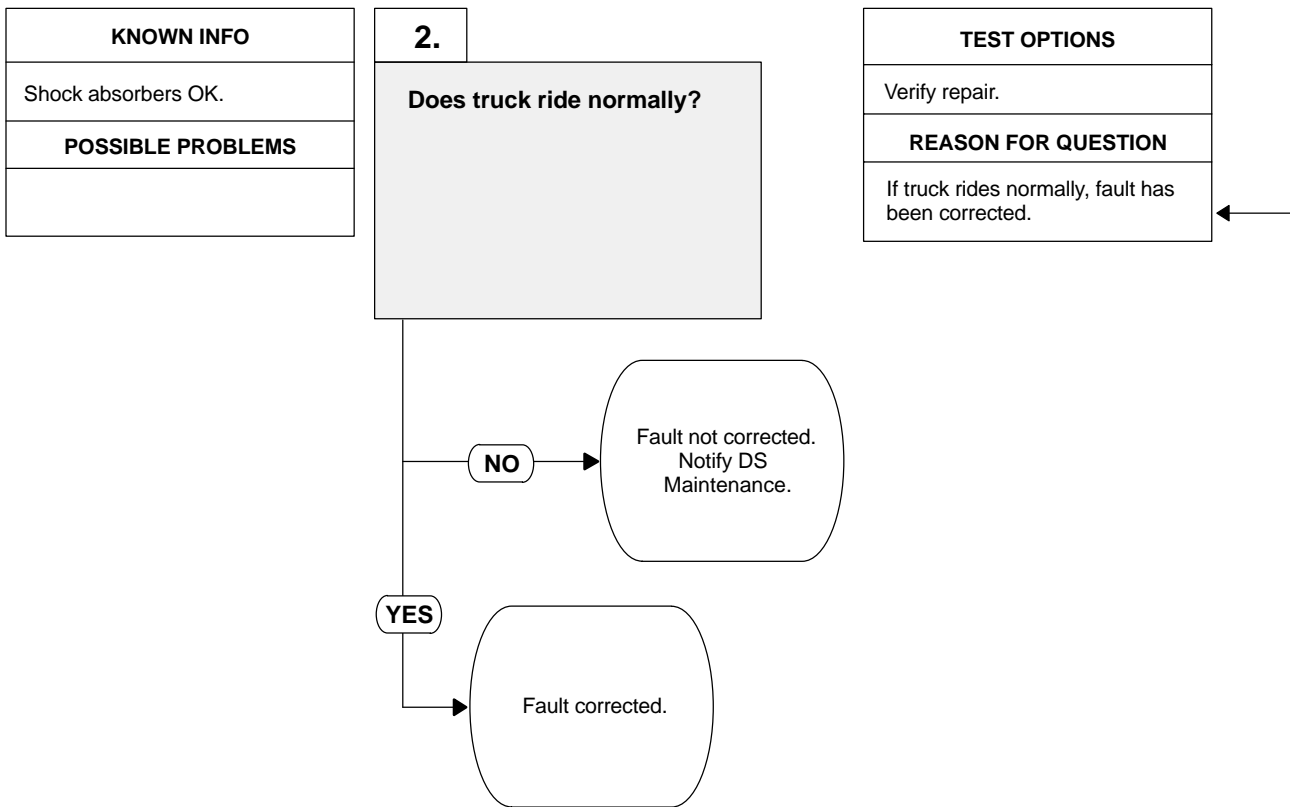 KNOWN INFO
Shock absorbers OK.
POSSIBLE PROBLEMS
2.
Does truck ride normally?
TEST OPTIONS
Verify repair.
REASON FOR QUESTION
If truck rides normally, fault has
been corrected.
NO
Fault not corrected.
Notify DS
Maintenance.
YES
Fault corrected.